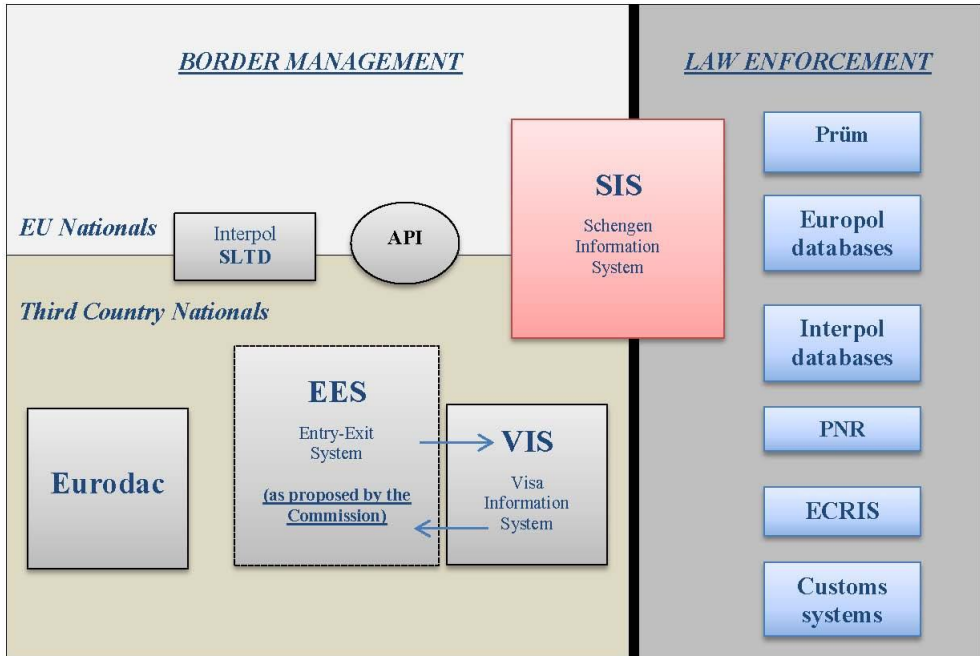 BORDER MANAGEMENT
EU Nationals
Interpol
SLTD
API
SIS
Schengen
Information
System
Third Country Nationals
Eurodac
EES
Entry-Exit
System
(as proposed by the
Commission)
VIS
Visa
Information
System
LAW ENFORCEMENT
Prüm
Europol
databases
Interpol
databases
PNR
ECRIS
Customs
systems